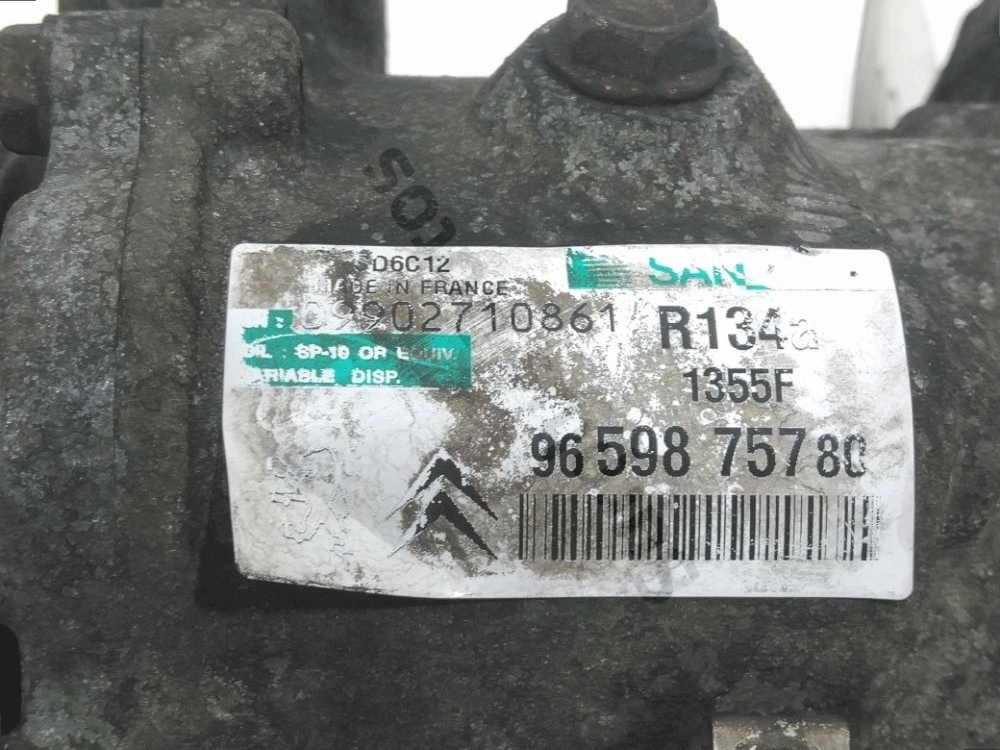 SD6C12
SAN
MADE IN FRANCE
09902710861
R134a
OIL : SP-10 OR EQUIV.
VARIABLE DISP.
1355F
96 598 757 80